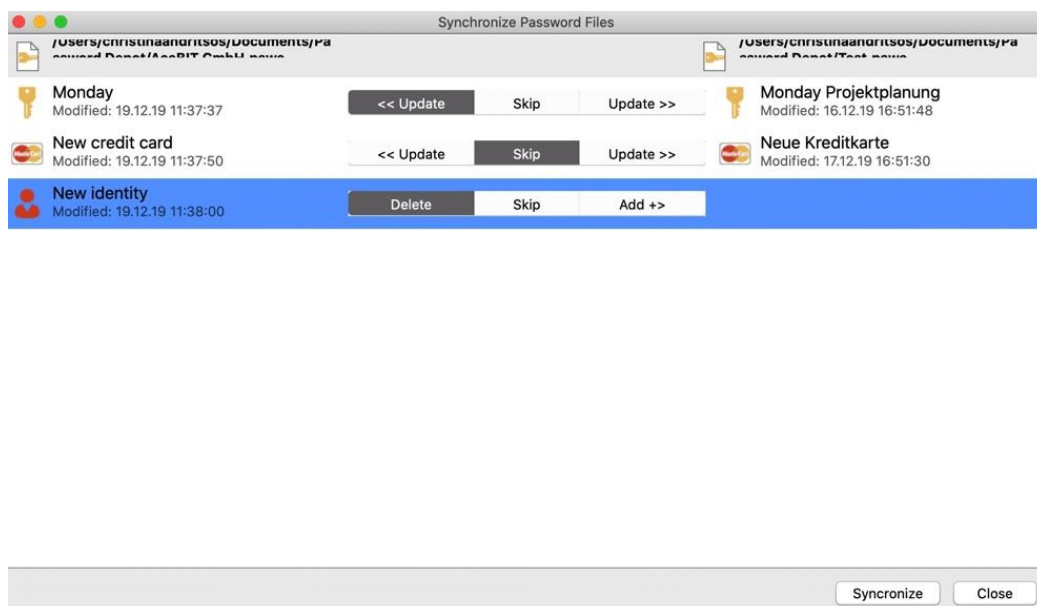 Synchronize Password Files
/Users/christinaandritsos/Documents/Pa
/Users/christinaandritsos/Documents/Pa
Monday
Modified: 19.12.19 11:37:37
<< Update Skip Update >>
Monday Projektplanung
Modified: 16.12.19 16:51:48
New credit card
Modified: 19.12.19 11:37:50
<< Update Skip Update >>
Neue Kreditkarte
Modified: 17.12.19 16:51:30
New identity
Modified: 19.12.19 11:38:00
Delete Skip Add +>
Syncronize Close